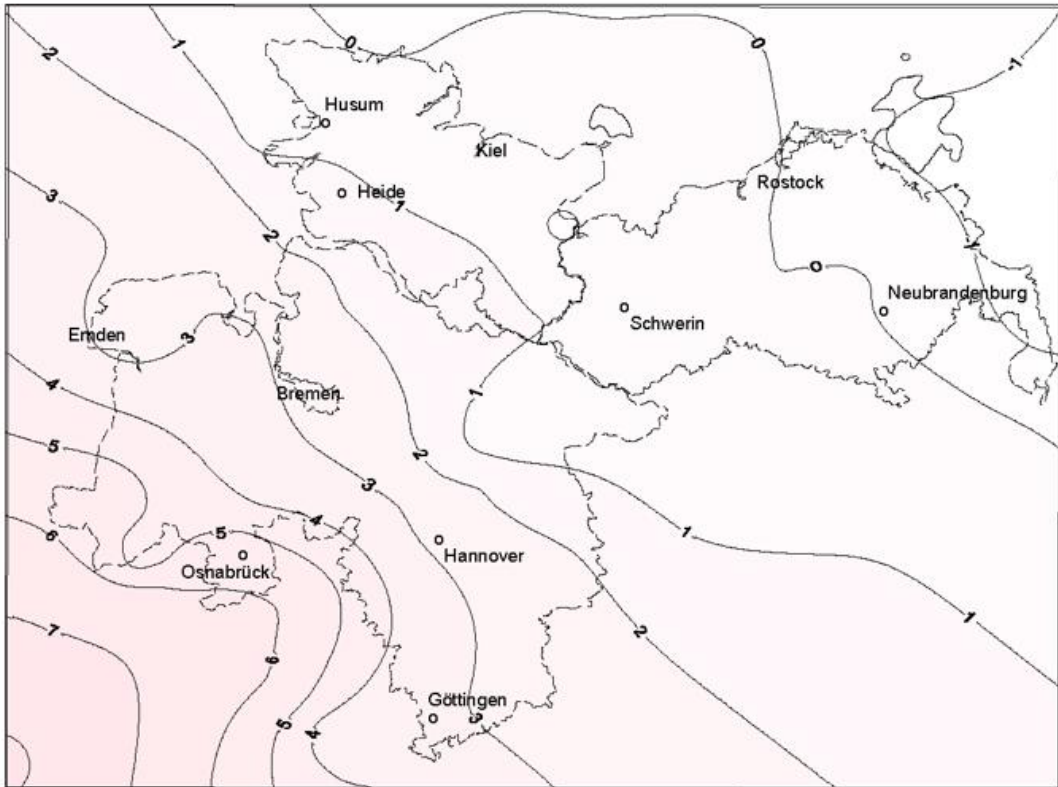 0
0
-1
2
1
Husum
Kiel
Heide
1
Rostock
3
2
0
1
Neubrandenburg
Schwerin
Emden
3
4
1
Bremen
5
2
3
6
5
4
1
Hannover
Osnabrück
1
7
2
6
Göttingen
5
4
3